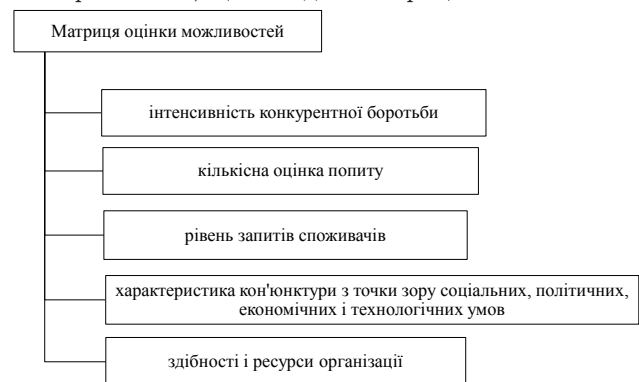 Матриця оцінки можливостей
інтенсивність конкурентної боротьби
кількісна оцінка попиту
рівень запитів споживачів
характеристика кон'юнктури з точки зору соціальних, політичних,
економічних і технологічних умов
здібності і ресурси організації